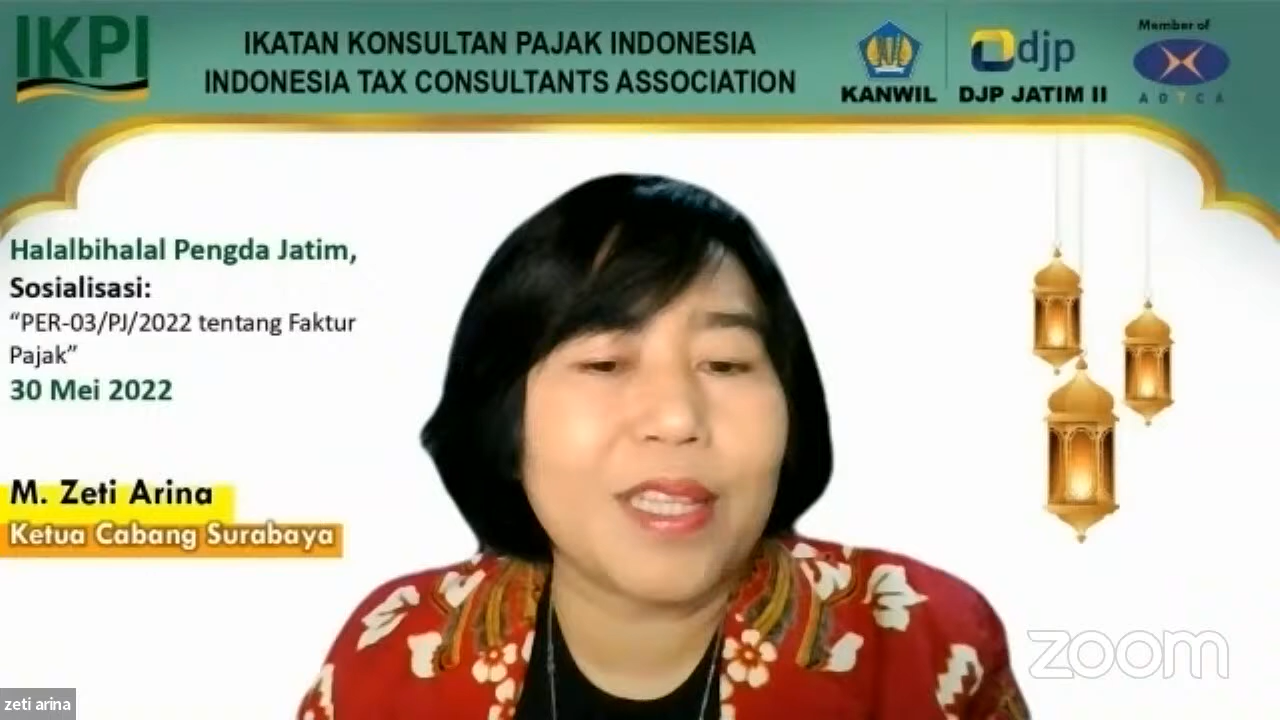 IKPI
IKATAN KONSULTAN PAJAK INDONESIA
INDONESIA TAX CONSULTANTS ASSOCIATION
KANWIL
djp
DJP JATIM II
Member of
AOTCA
Halalbihalal Pengda Jatim,
Sosialisasi:
“PER-03/PJ/2022 tentang Faktur
Pajak”
30 Mei 2022
M. Zeti Arina
Ketua Cabang Surabaya
zoom
zeti arina